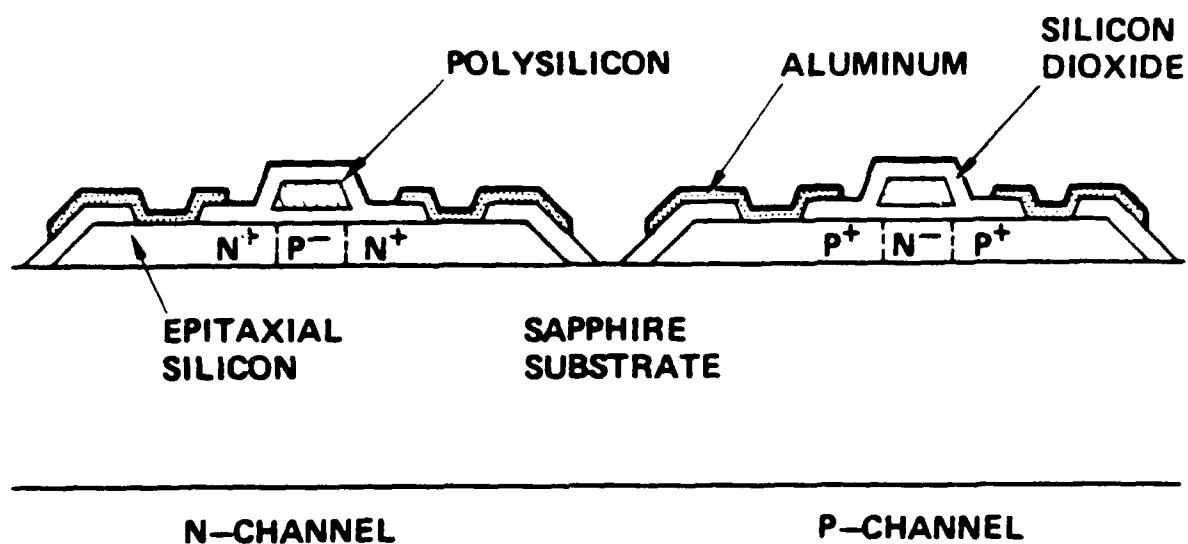 POLYSILICON
ALUMINUM
SILICON
DIOXIDE
N+ P− N+
P+ N− P+
EPITAXIAL
SILICON
SAPPHIRE
SUBSTRATE
N–CHANNEL
P–CHANNEL